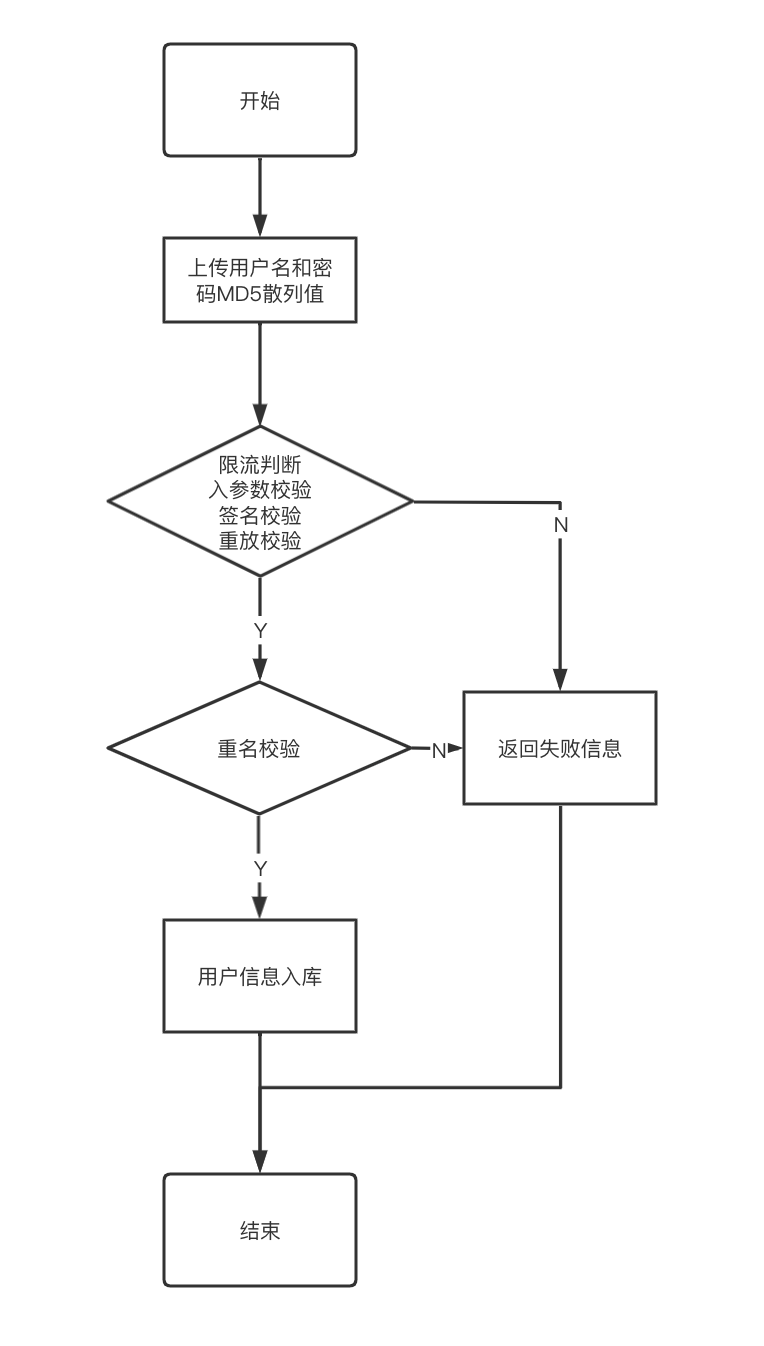 开始
上传用户名和密
码MD5散列值
限流判断
入参数校验
签名校验
重放校验
N
Y
重名校验
N
返回失败信息
Y
用户信息入库
结束